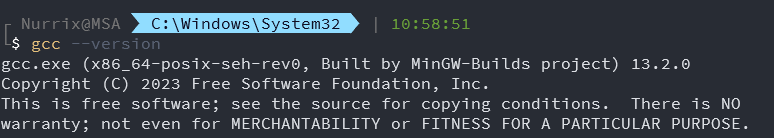 Nurrix@MSA C:\Windows\System32 | 10:58:51
$ gcc --version
gcc.exe (x86_64-posix-seh-rev0, Built by MinGW-Builds project) 13.2.0
Copyright (C) 2023 Free Software Foundation, Inc.
This is free software; see the source for copying conditions.  There is NO
warranty; not even for MERCHANTABILITY or FITNESS FOR A PARTICULAR PURPOSE.